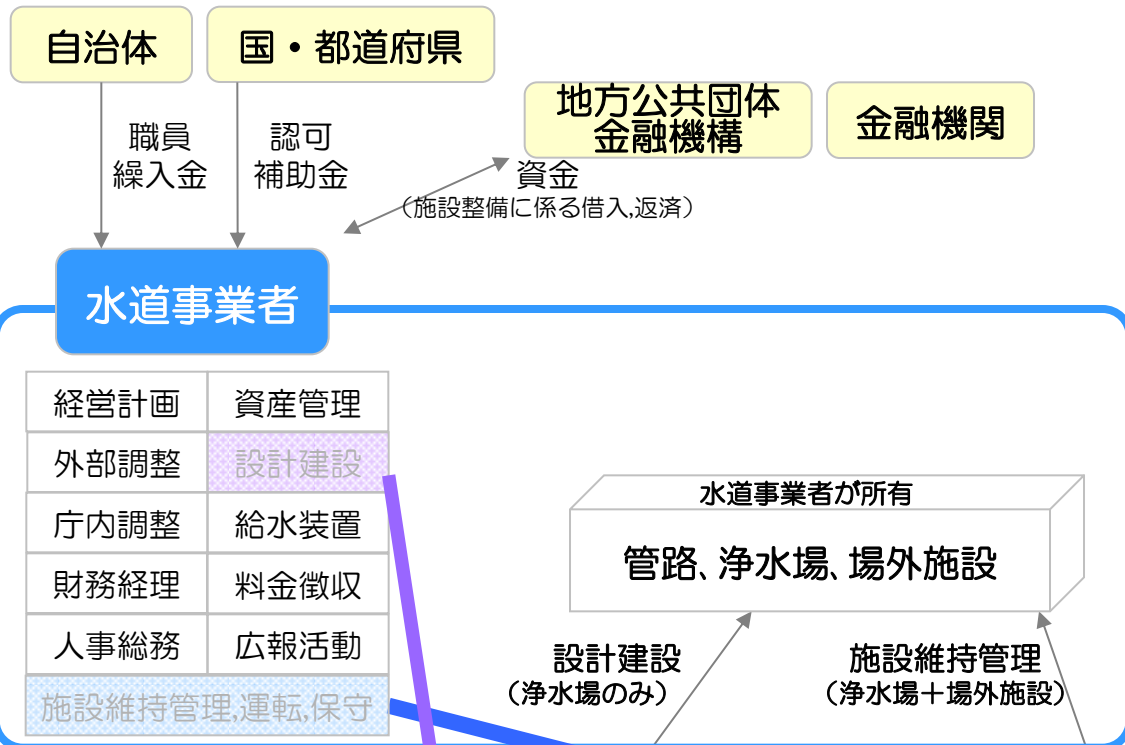 自治体
国・都道府県
地方公共団体
金融機構
金融機関
職員
繰入金
認可
補助金
資金
（施設整備に係る借入,返済）
水道事業者
経営計画
資産管理
外部調整
設計建設
庁内調整
給水装置
財務経理
料金徴収
人事総務
広報活動
施設維持管理,運転,保守
水道事業者が所有
管路、浄水場、場外施設
設計建設
（浄水場のみ）
施設維持管理
（浄水場＋場外施設）